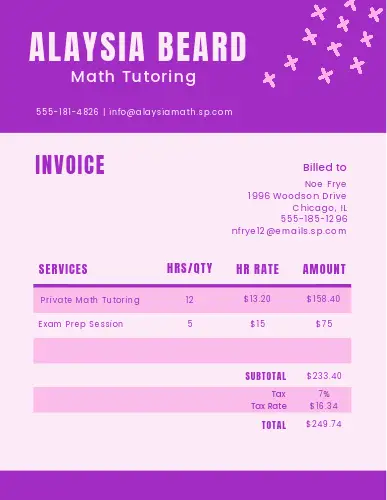 ALAYSIA BEARD
Math Tutoring
555-181-4826 | info@alaysiamath.sp.com
INVOICE
Billed to
Noe Frye
1996 Woodson Drive
Chicago, IL
555-185-1296
nfrye12@emails.sp.com
SERVICES HRS/QTY HR RATE AMOUNT
Private Math Tutoring 12 $13.20 $158.40
Exam Prep Session 5 $15 $75
SUBTOTAL $233.40
Tax 7%
Tax Rate $16.34
TOTAL $249.74